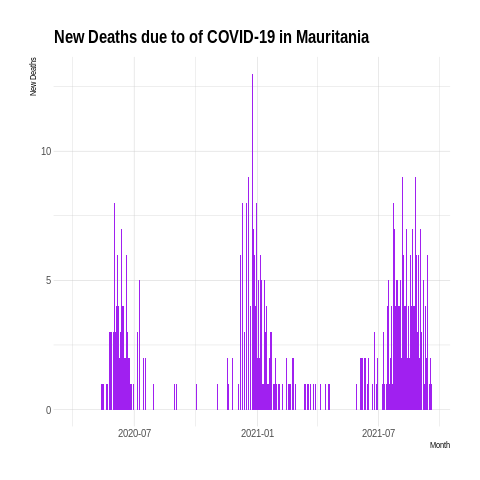 New Deaths due to of COVID-19 in Mauritania
New Deaths
10
5
0
2020-07
2021-01
2021-07
Month